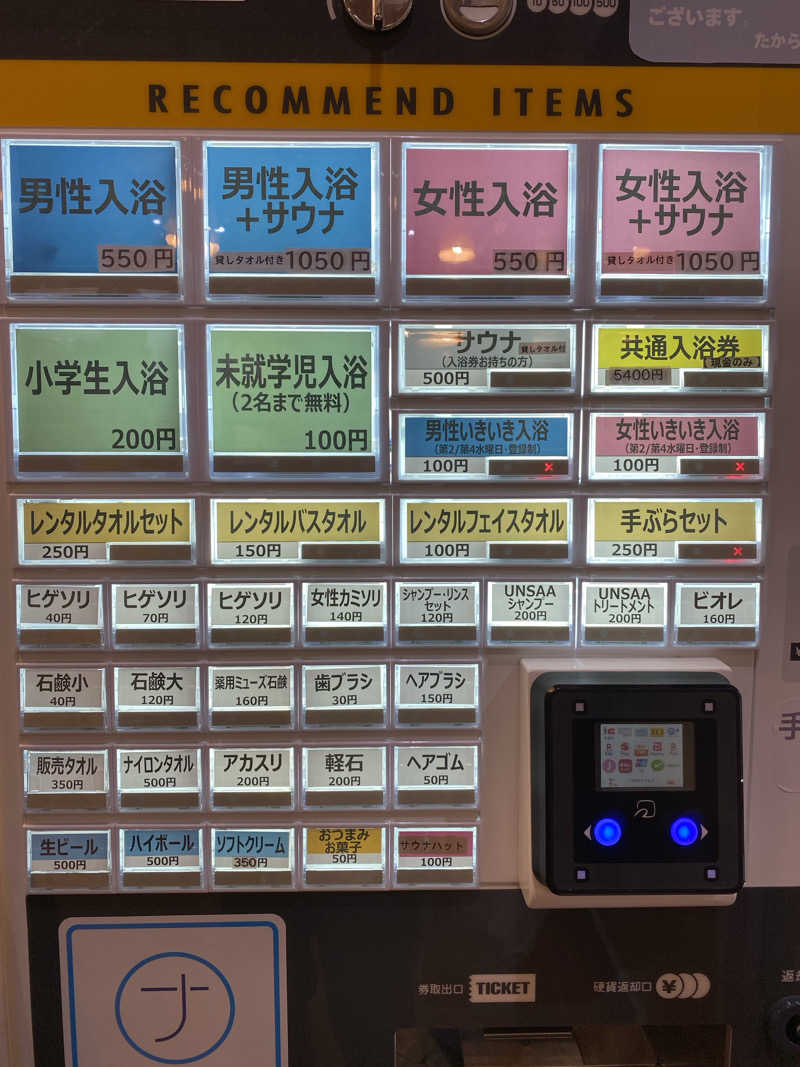 10 50 100 500
ございます。
たから
RECOMMEND ITEMS
男性入浴
550円
男性入浴
+サウナ
貸しタオル付き 1050円
女性入浴
550円
女性入浴
+サウナ
貸しタオル付き 1050円
小学生入浴
200円
未就学児入浴
(2名まで無料)
100円
サウナ 貸しタオル付
(入浴券お持ちの方)
500円
共通入浴券
【現金のみ】
5400円
男性いきいき入浴
(第2/第4水曜日・登録制)
100円 ×
女性いきいき入浴
(第2/第4水曜日・登録制)
100円 ×
レンタルタオルセット
250円
レンタルバスタオル
150円
レンタルフェイスタオル
100円
手ぶらセット
250円 ×
ヒゲソリ
40円
ヒゲソリ
70円
ヒゲソリ
120円
女性カミソリ
140円
シャンプー・リンス
セット
120円
UNSAA
シャンプー
200円
UNSAA
トリートメント
200円
ビオレ
160円
石鹸小
40円
石鹸大
120円
薬用ミューズ石鹸
160円
歯ブラシ
30円
ヘアブラシ
150円
販売タオル
350円
ナイロンタオル
500円
アカスリ
200円
軽石
200円
ヘアゴム
50円
生ビール
500円
ハイボール
500円
ソフトクリーム
350円
おつまみ
お菓子
50円
サウナハット
100円
手
ナ
券取出口 TICKET
硬貨返却口 ¥
返却